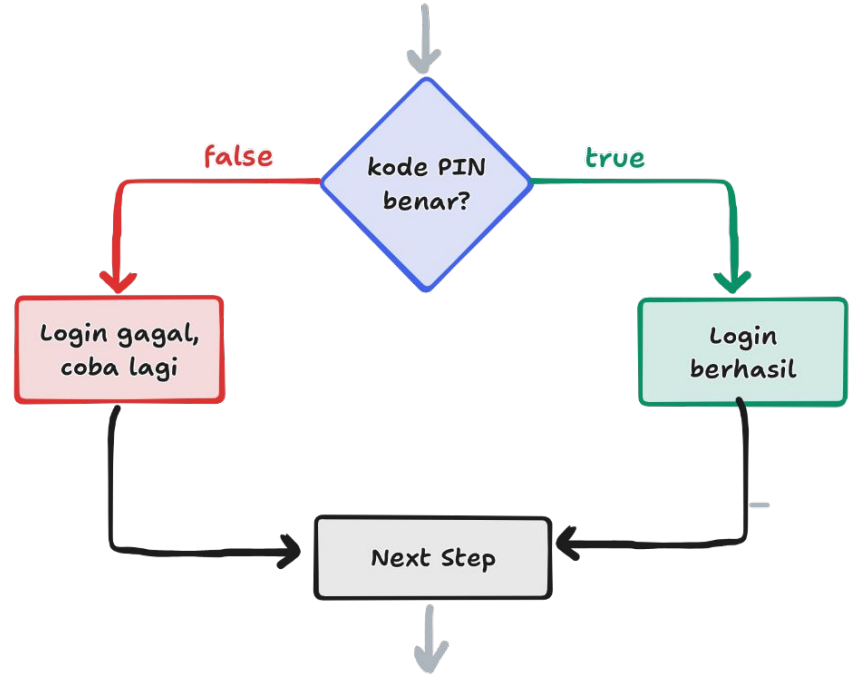 false
true
kode PIN
benar?
Login gagal,
coba lagi
Login
berhasil
Next Step